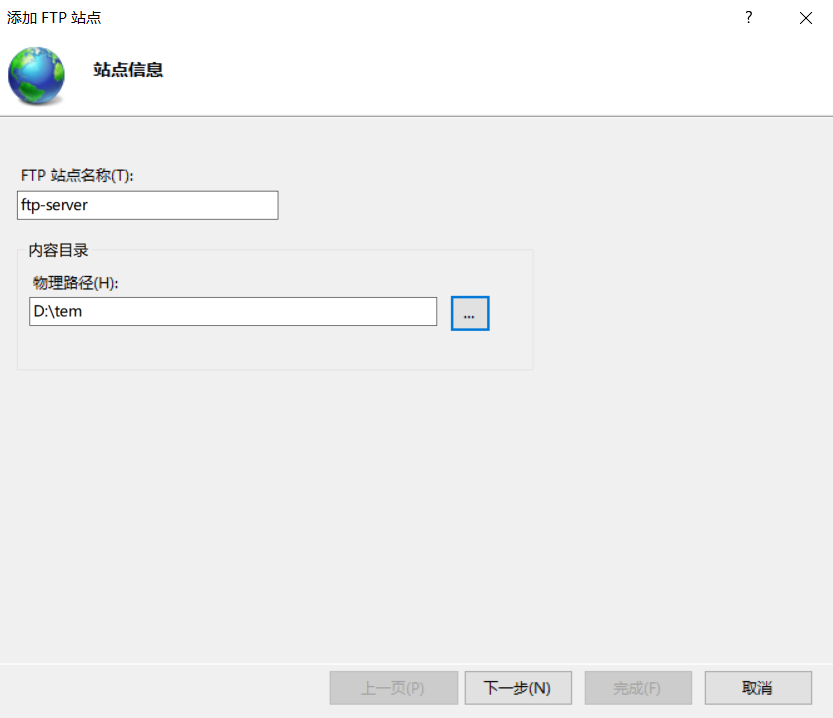 添加 FTP 站点
?
站点信息
FTP 站点名称(T):
ftp-server
内容目录
物理路径(H):
D:\tem
...
上一页(P) 下一步(N) 完成(F) 取消